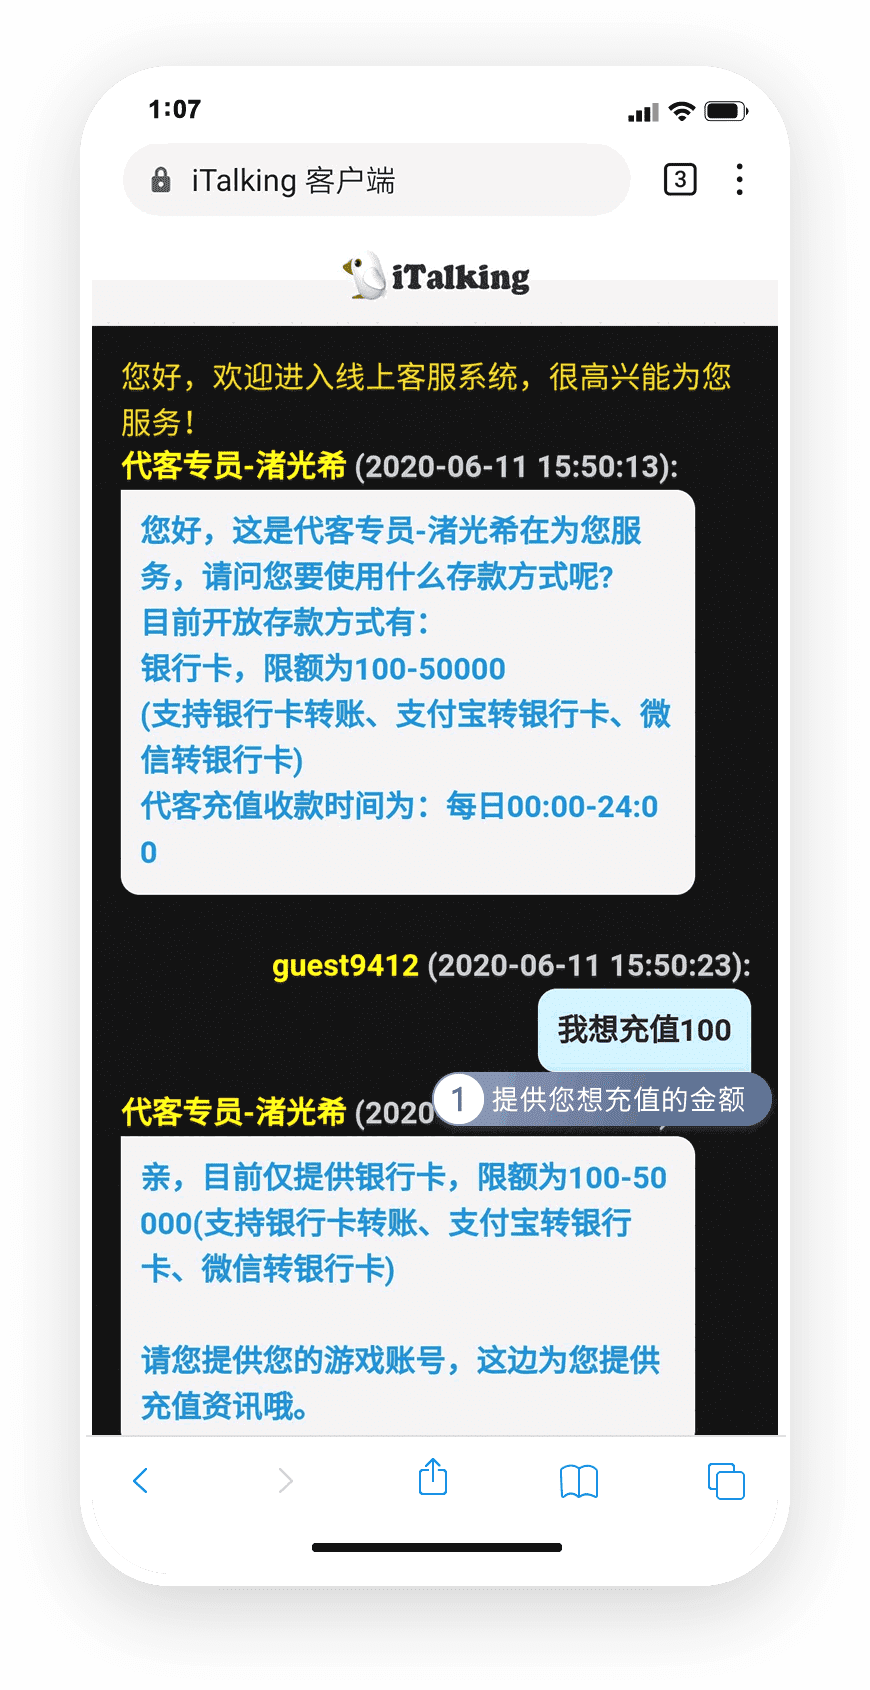 1:07
iTalking 客户端
3
iTalking
您好，欢迎进入线上客服系统，很高兴能为您
服务！
代客专员-渚光希 (2020-06-11 15:50:13):
您好，这是代客专员-渚光希在为您服
务，请问您要使用什么存款方式呢?
目前开放存款方式有：
银行卡，限额为100-50000
(支持银行卡转账、支付宝转银行卡、微
信转银行卡)
代客充值收款时间为：每日00:00-24:0
0
guest9412 (2020-06-11 15:50:23):
我想充值100
1 提供您想充值的金额
代客专员-渚光希 (2020
亲，目前仅提供银行卡，限额为100-50
000(支持银行卡转账、支付宝转银行
卡、微信转银行卡)
请您提供您的游戏账号，这边为您提供
充值资讯哦。